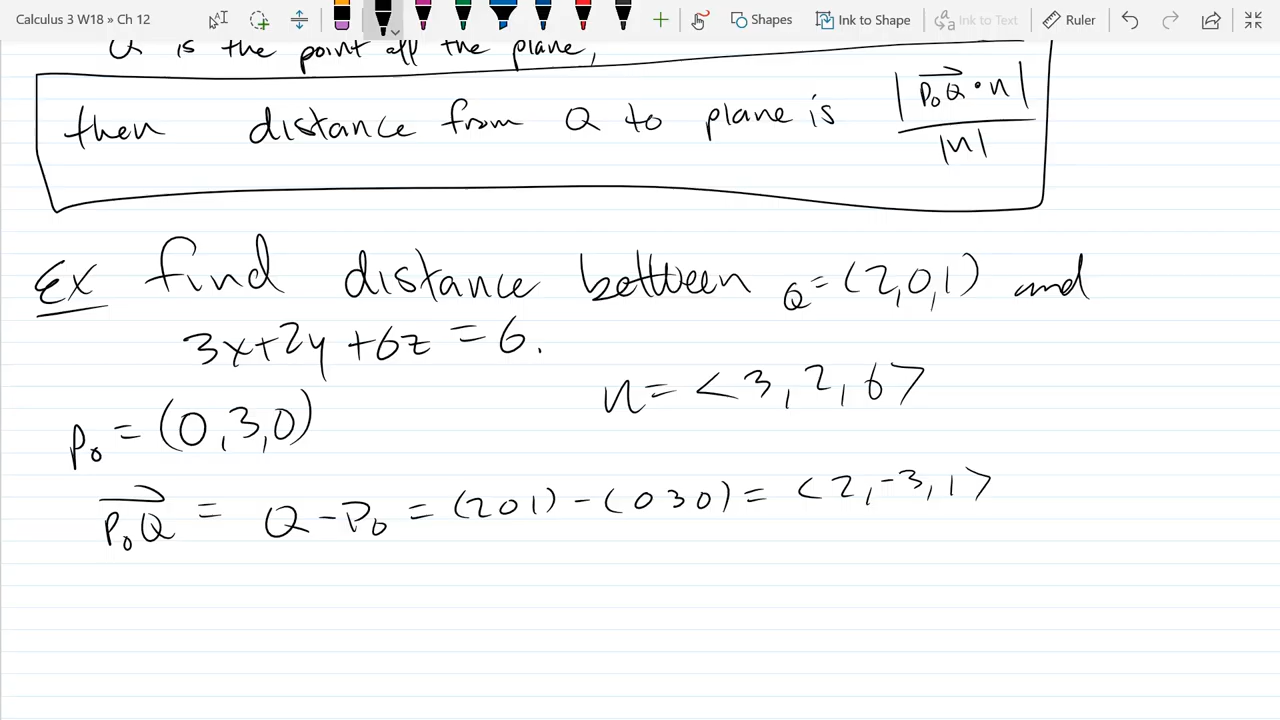 Calculus 3 W18 » Ch 12
Shapes Ink to Shape Ink to Text Ruler
Q is the point off the plane,
then distance from Q to plane is |P₀Q⃗ • n| / |n|
Ex find distance between Q = (2,0,1) and
3x+2y+6z = 6.
n = <3, 2, 6>
P₀ = (0,3,0)
P₀Q⃗ = Q - P₀ = (2 0 1) - (0 3 0) = <2, -3, 1>